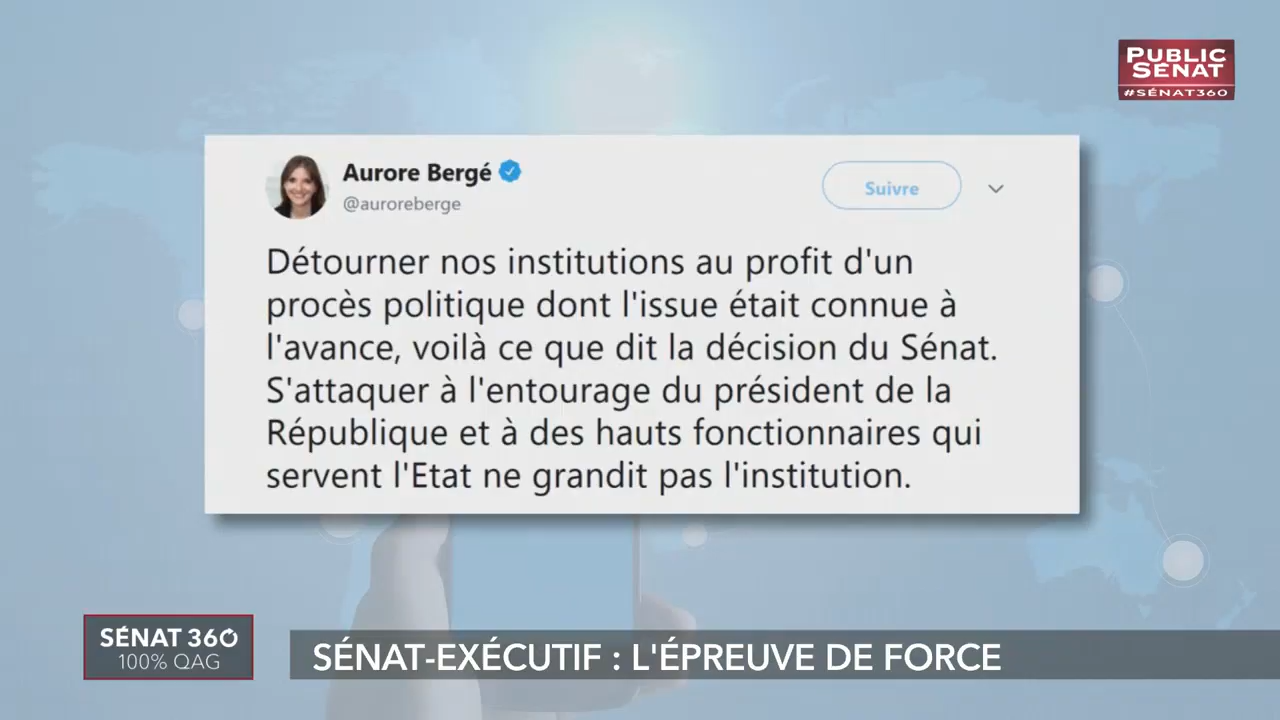 PUBLIC
SÉNAT
#SÉNAT360
Aurore Bergé
@auroreberge
Suivre
Détourner nos institutions au profit d'un
procès politique dont l'issue était connue à
l'avance, voilà ce que dit la décision du Sénat.
S'attaquer à l'entourage du président de la
République et à des hauts fonctionnaires qui
servent l'Etat ne grandit pas l'institution.
SÉNAT 360
100% QAG
SÉNAT-EXÉCUTIF : L'ÉPREUVE DE FORCE